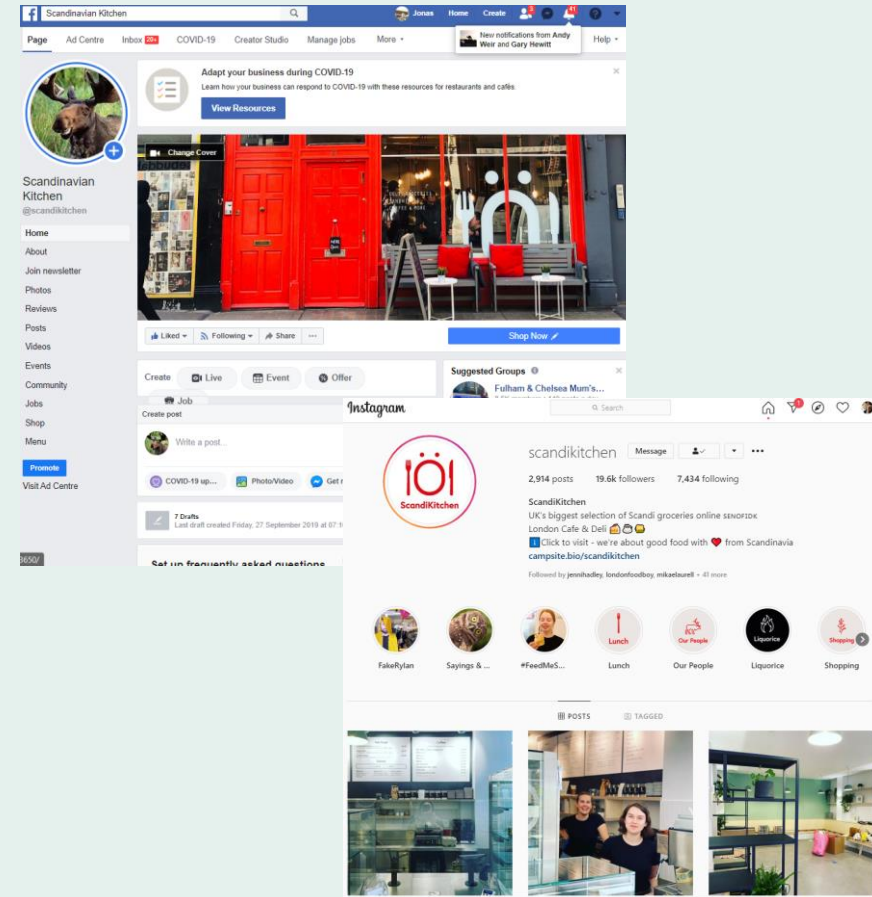 Scandinavian Kitchen
Jonas Home Create
3 41
Page Ad Centre Inbox 20+ COVID-19 Creator Studio Manage jobs More Help
New notifications from Andy
Weir and Gary Hewitt
Adapt your business during COVID-19
Learn how your business can respond to COVID-19 with these resources for restaurants and cafés.
View Resources
Change Cover
Scandinavian
Kitchen
@scandikitchen
Home
About
Join newsletter
Photos
Reviews
Posts
Videos
Events
Community
Jobs
Shop
Menu
Promote
Visit Ad Centre
Liked Following Share
Shop Now
Create Live Event Offer
Job
Suggested Groups
Fulham & Chelsea Mum's...
Create post
Write a post...
COVID-19 up... Photo/Video
7 Drafts
Last draft created Friday, 27 September 2019 at
Set up frequently asked questions
Instagram
Search
1
ScandiKitchen
scandikitchen Message
2,914 posts 19.6k followers 7,434 following
ScandiKitchen
UK's biggest selection of Scandi groceries online SENOFIDK
London Cafe & Deli
Click to visit - we're about good food with ❤ from Scandinavia
campsite.bio/scandikitchen
Followed by jennihadley, londonfoodboy, mikaelaurell + 41 more
Lunch Our People Liquorice Shopping
FakeRylan Sayings & ... #FeedMeS... Lunch Our People Liquorice Shopping
POSTS TAGGED